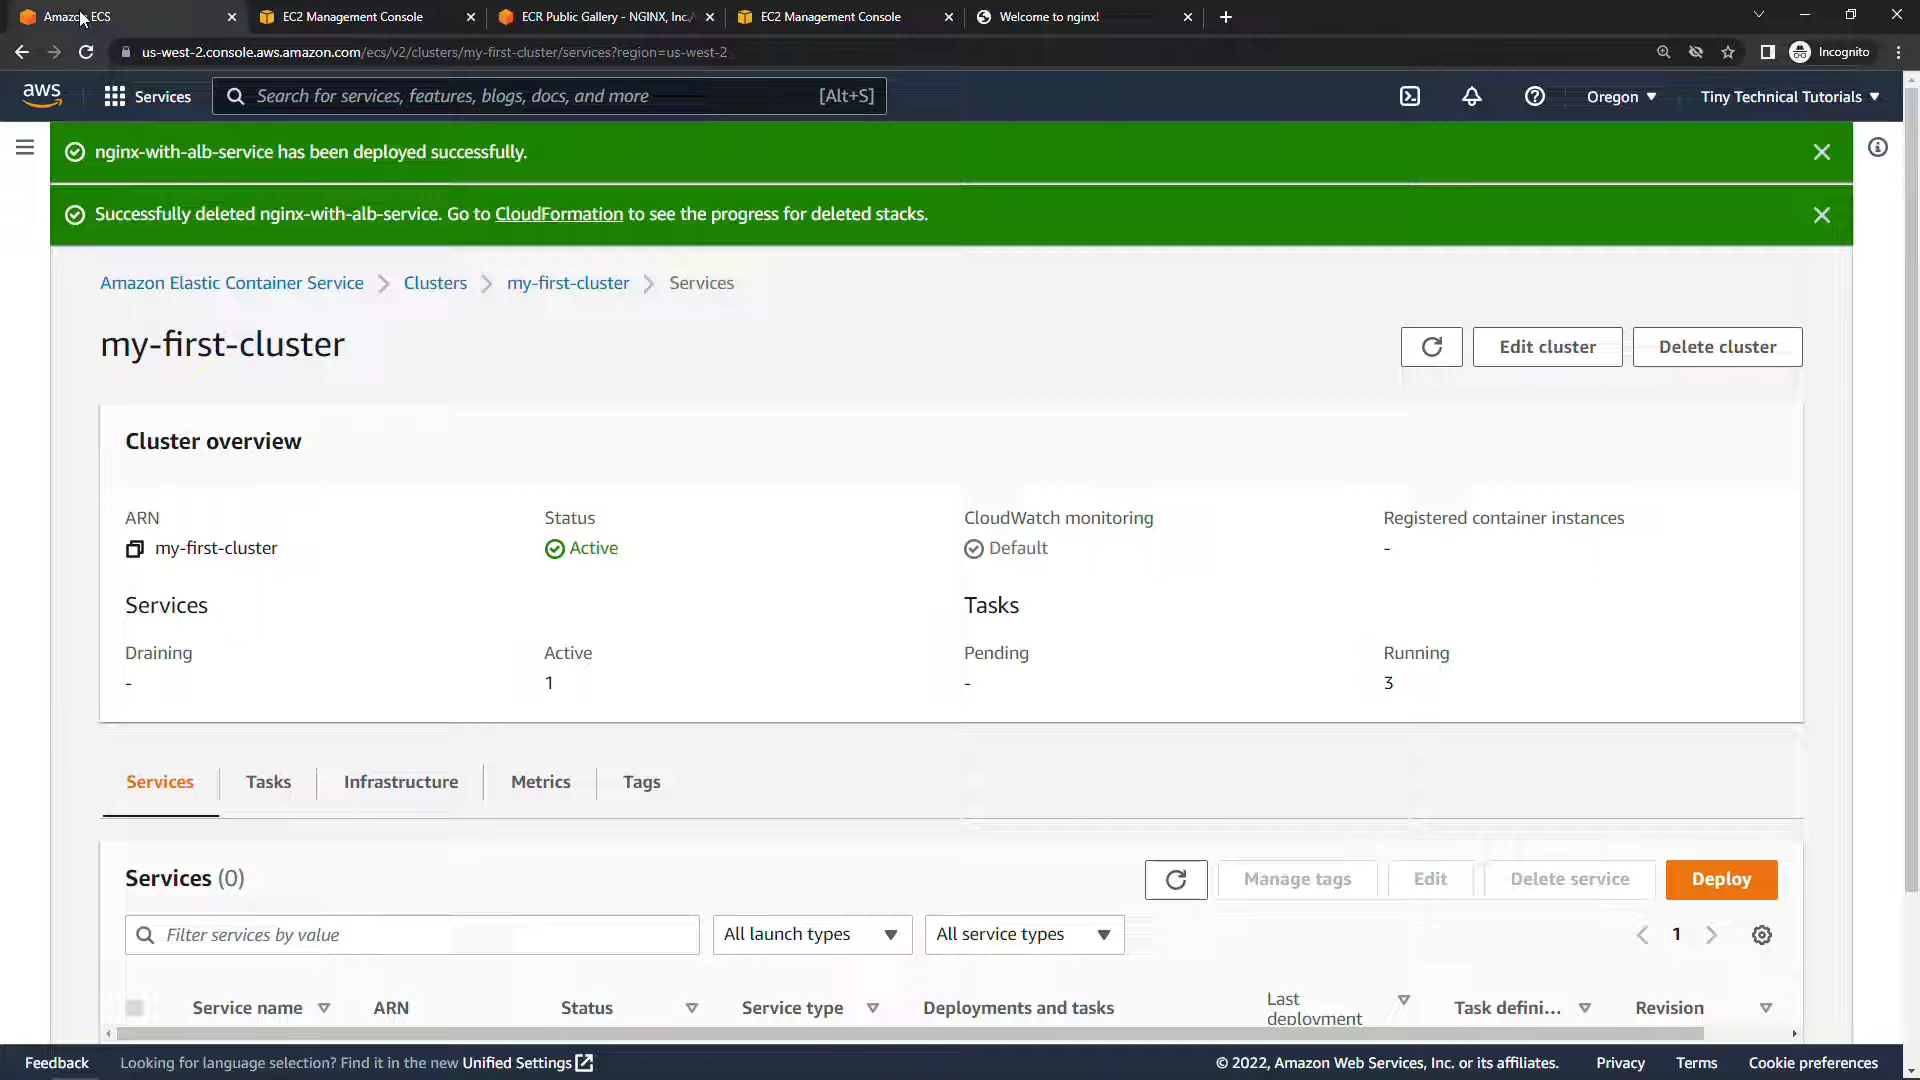 Amazon ECS
EC2 Management Console
ECR Public Gallery - NGINX, Inc./
EC2 Management Console
Welcome to nginx!
us-west-2.console.aws.amazon.com/ecs/v2/clusters/my-first-cluster/services?region=us-west-2
Incognito
aws
Services
Search for services, features, blogs, docs, and more
[Alt+S]
Oregon
Tiny Technical Tutorials
nginx-with-alb-service has been deployed successfully.
Successfully deleted nginx-with-alb-service. Go to CloudFormation to see the progress for deleted stacks.
Amazon Elastic Container Service
Clusters
my-first-cluster
Services
my-first-cluster
Edit cluster
Delete cluster
Cluster overview
ARN
my-first-cluster
Status
Active
CloudWatch monitoring
Default
Registered container instances
-
Services
Draining
-
Active
1
Tasks
Pending
-
Running
3
Services
Tasks
Infrastructure
Metrics
Tags
Services (0)
Manage tags
Edit
Delete service
Deploy
Filter services by value
All launch types
All service types
1
Service name
ARN
Status
Service type
Deployments and tasks
Last
deployment
Task defini...
Revision
Feedback
Looking for language selection? Find it in the new Unified Settings
© 2022, Amazon Web Services, Inc. or its affiliates.
Privacy
Terms
Cookie preferences